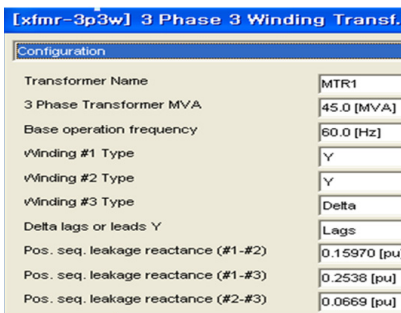 [xfmr-3p3w] 3 Phase 3 Winding Transf.
Configuration
Transformer Name MTR1
3 Phase Transformer MVA 45.0 [MVA]
Base operation frequency 60.0 [Hz]
Winding #1 Type Y
Winding #2 Type Y
Winding #3 Type Delta
Delta lags or leads Y Lags
Pos. seq. leakage reactance (#1-#2) 0.15970 [pu
Pos. seq. leakage reactance (#1-#3) 0.2538 [pu]
Pos. seq. leakage reactance (#2-#3) 0.0669 [pu]